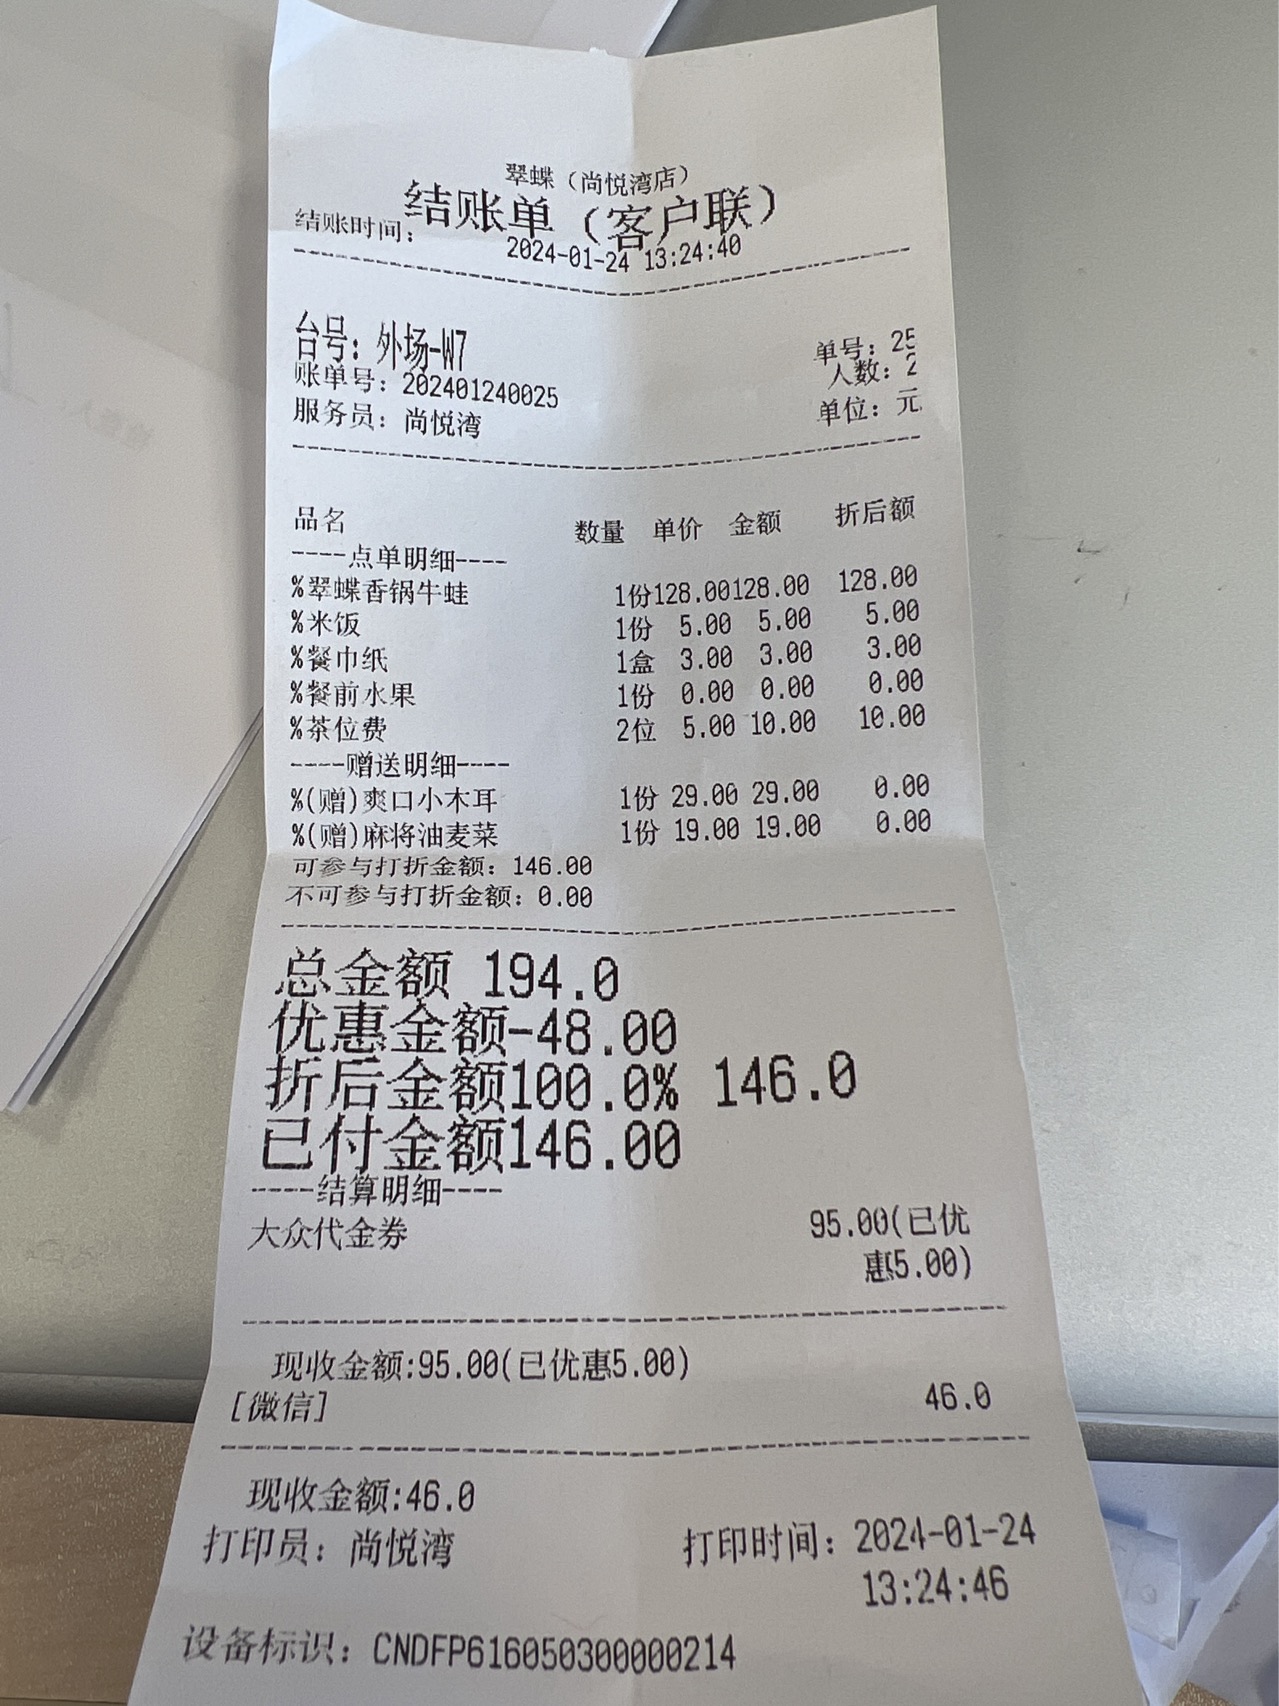 翠蝶（尚悦湾店）
结账单（客户联）
结账时间： 2024-01-24 13:24:40
台号：外场-W7 单号：25
账单号：202401240025 人数：2
服务员：尚悦湾 单位：元
品名 数量 单价 金额 折后额
----点单明细----
%翠蝶香锅牛蛙 1份128.00128.00 128.00
%米饭 1份 5.00 5.00 5.00
%餐巾纸 1盒 3.00 3.00 3.00
%餐前水果 1份 0.00 0.00 0.00
%茶位费 2位 5.00 10.00 10.00
----赠送明细----
%(赠)爽口小木耳 1份 29.00 29.00 0.00
%(赠)麻将油麦菜 1份 19.00 19.00 0.00
可参与打折金额：146.00
不可参与打折金额：0.00
总金额 194.0
优惠金额-48.00
折后金额100.0% 146.0
已付金额146.00
----结算明细----
大众代金券 95.00(已优
惠5.00)
现收金额:95.00(已优惠5.00)
[微信] 46.0
现收金额:46.0
打印员：尚悦湾 打印时间：2024-01-24
13:24:46
设备标识：CNDFP616050300000214